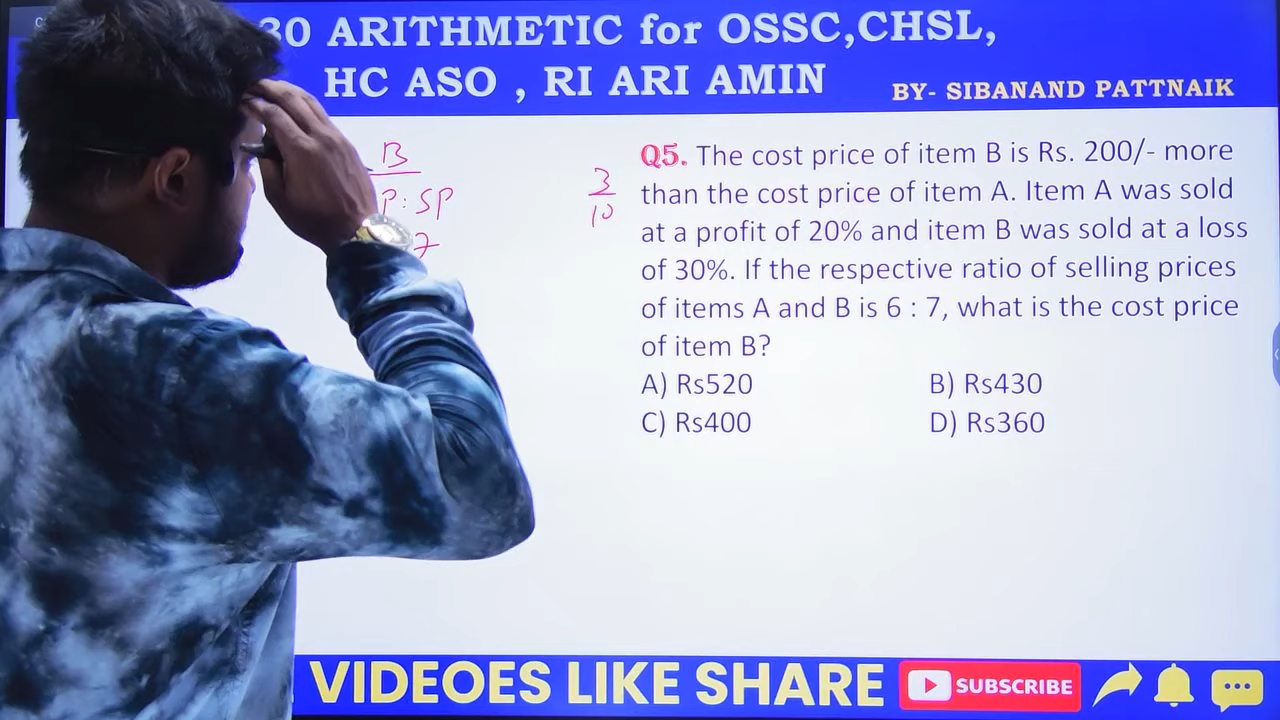 30 ARITHMETIC for OSSC,CHSL,
HC ASO , RI ARI AMIN
BY- SIBANAND PATTNAIK
B
P : SP
7
3
10
Q5. The cost price of item B is Rs. 200/- more
than the cost price of item A. Item A was sold
at a profit of 20% and item B was sold at a loss
of 30%. If the respective ratio of selling prices
of items A and B is 6 : 7, what is the cost price
of item B?
A) Rs520 B) Rs430
C) Rs400 D) Rs360
VIDEOES LIKE SHARE SUBSCRIBE